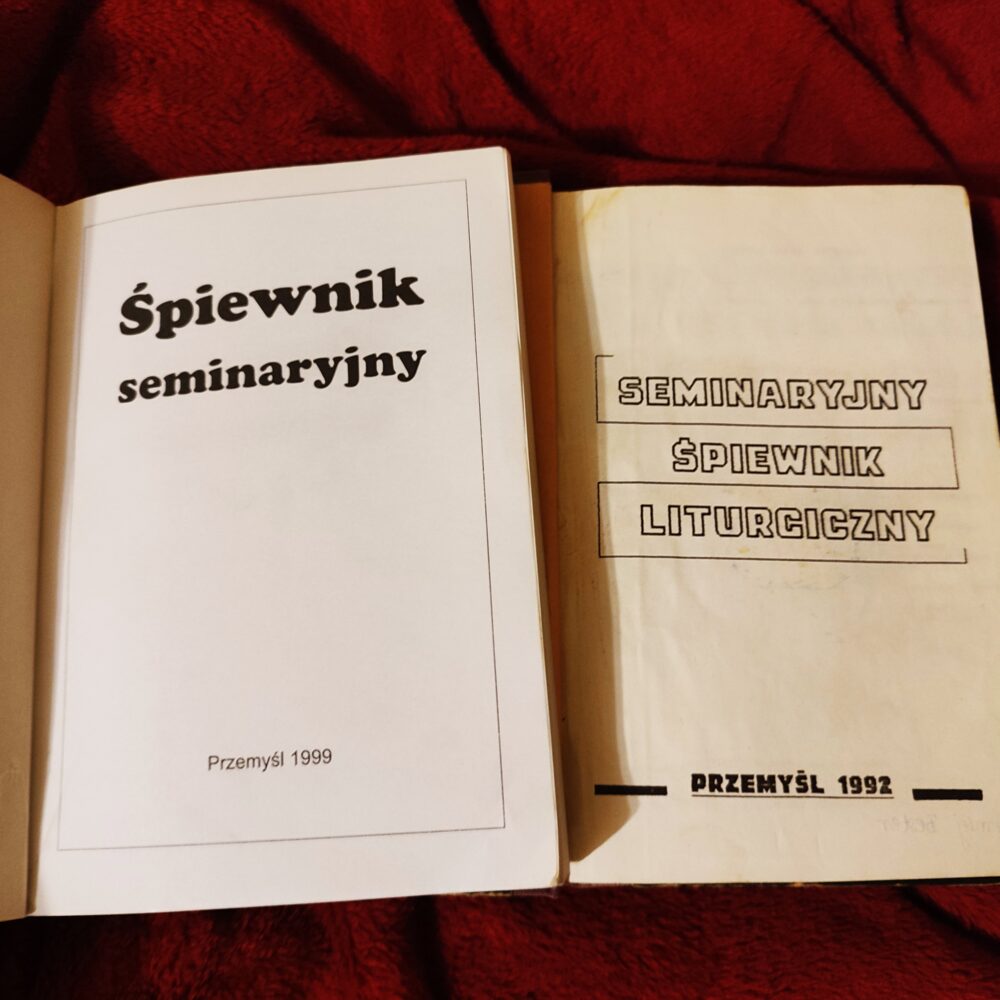 Śpiewnik
seminaryjny
Przemyśl 1999
SEMINARYJNY
ŚPIEWNIK
LITURGICZNY
PRZEMYŚL 1992